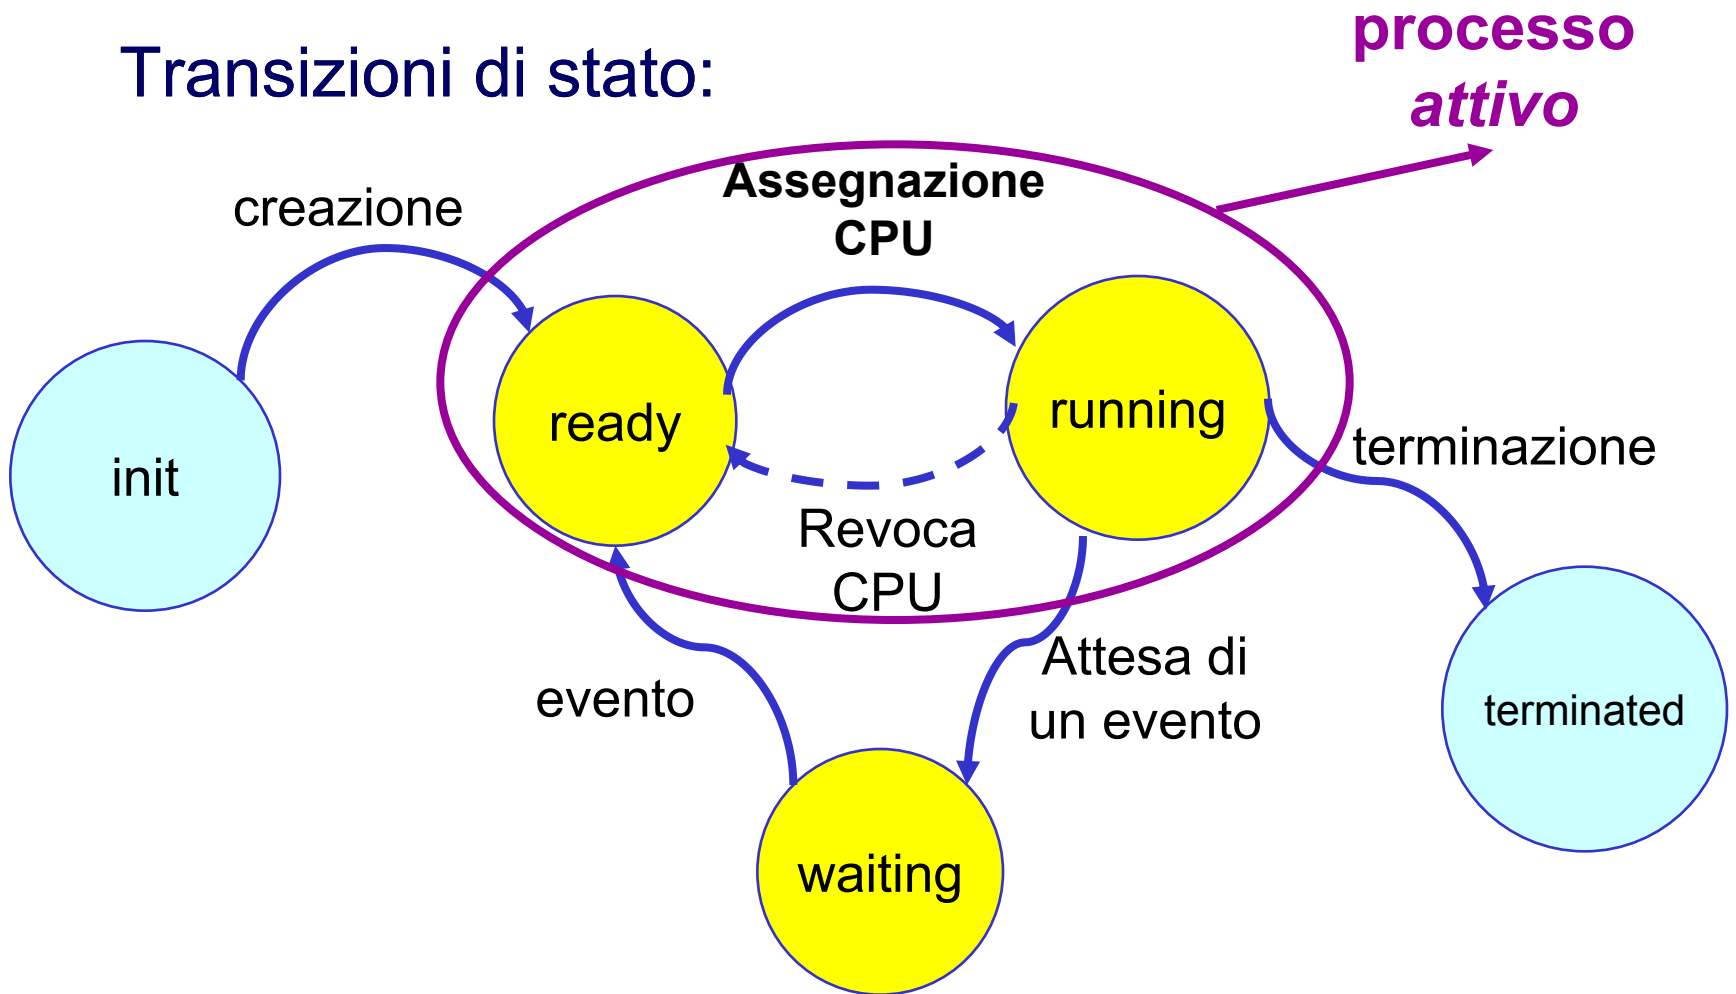 Transizioni di stato:
processo
attivo
creazione
Assegnazione
CPU
init
ready
running
terminazione
Revoca
CPU
evento
Attesa di
un evento
waiting
terminated